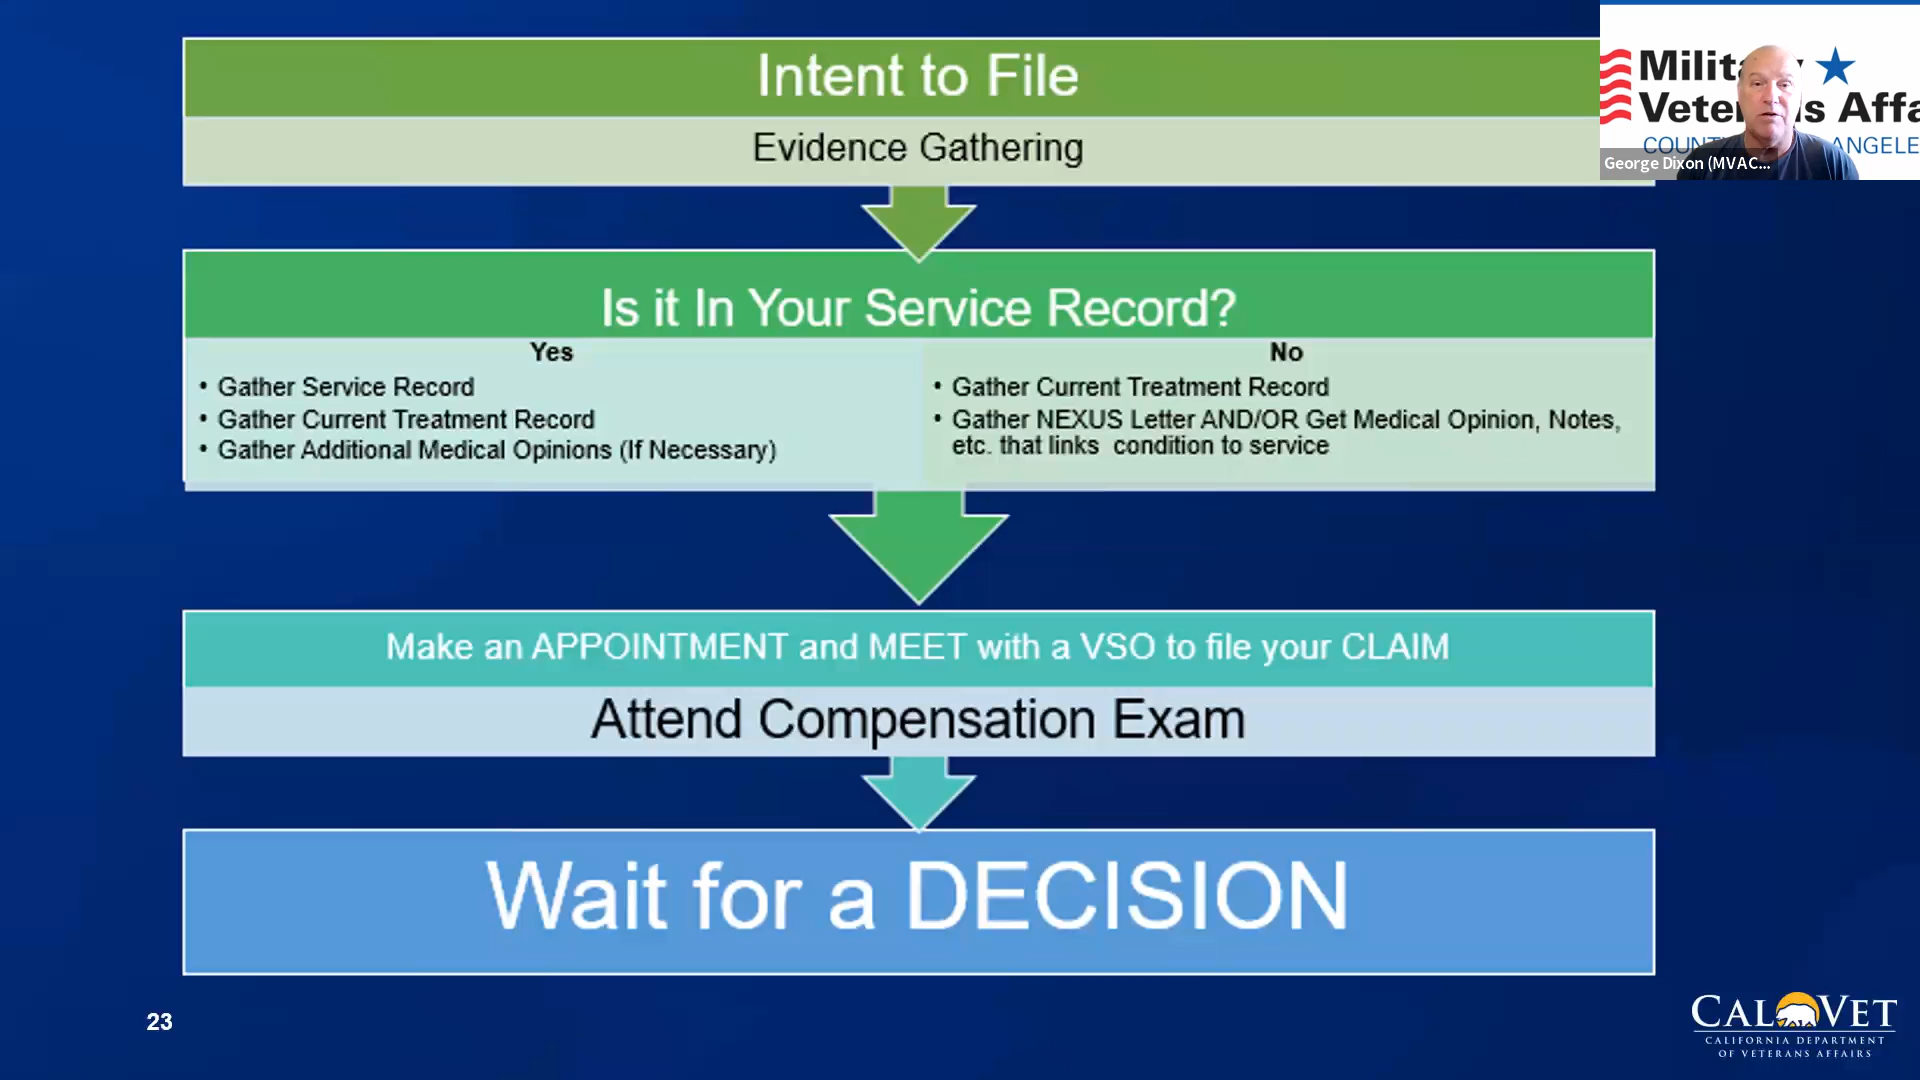 Intent to File
Evidence Gathering
Is it In Your Service Record?
Yes
• Gather Service Record
• Gather Current Treatment Record
• Gather Additional Medical Opinions (If Necessary)
No
• Gather Current Treatment Record
• Gather NEXUS Letter AND/OR Get Medical Opinion, Notes,
etc. that links condition to service
Make an APPOINTMENT and MEET with a VSO to file your CLAIM
Attend Compensation Exam
Wait for a DECISION
23
George Dixon (MVAC...
CALVET
CALIFORNIA DEPARTMENT
OF VETERANS AFFAIRS